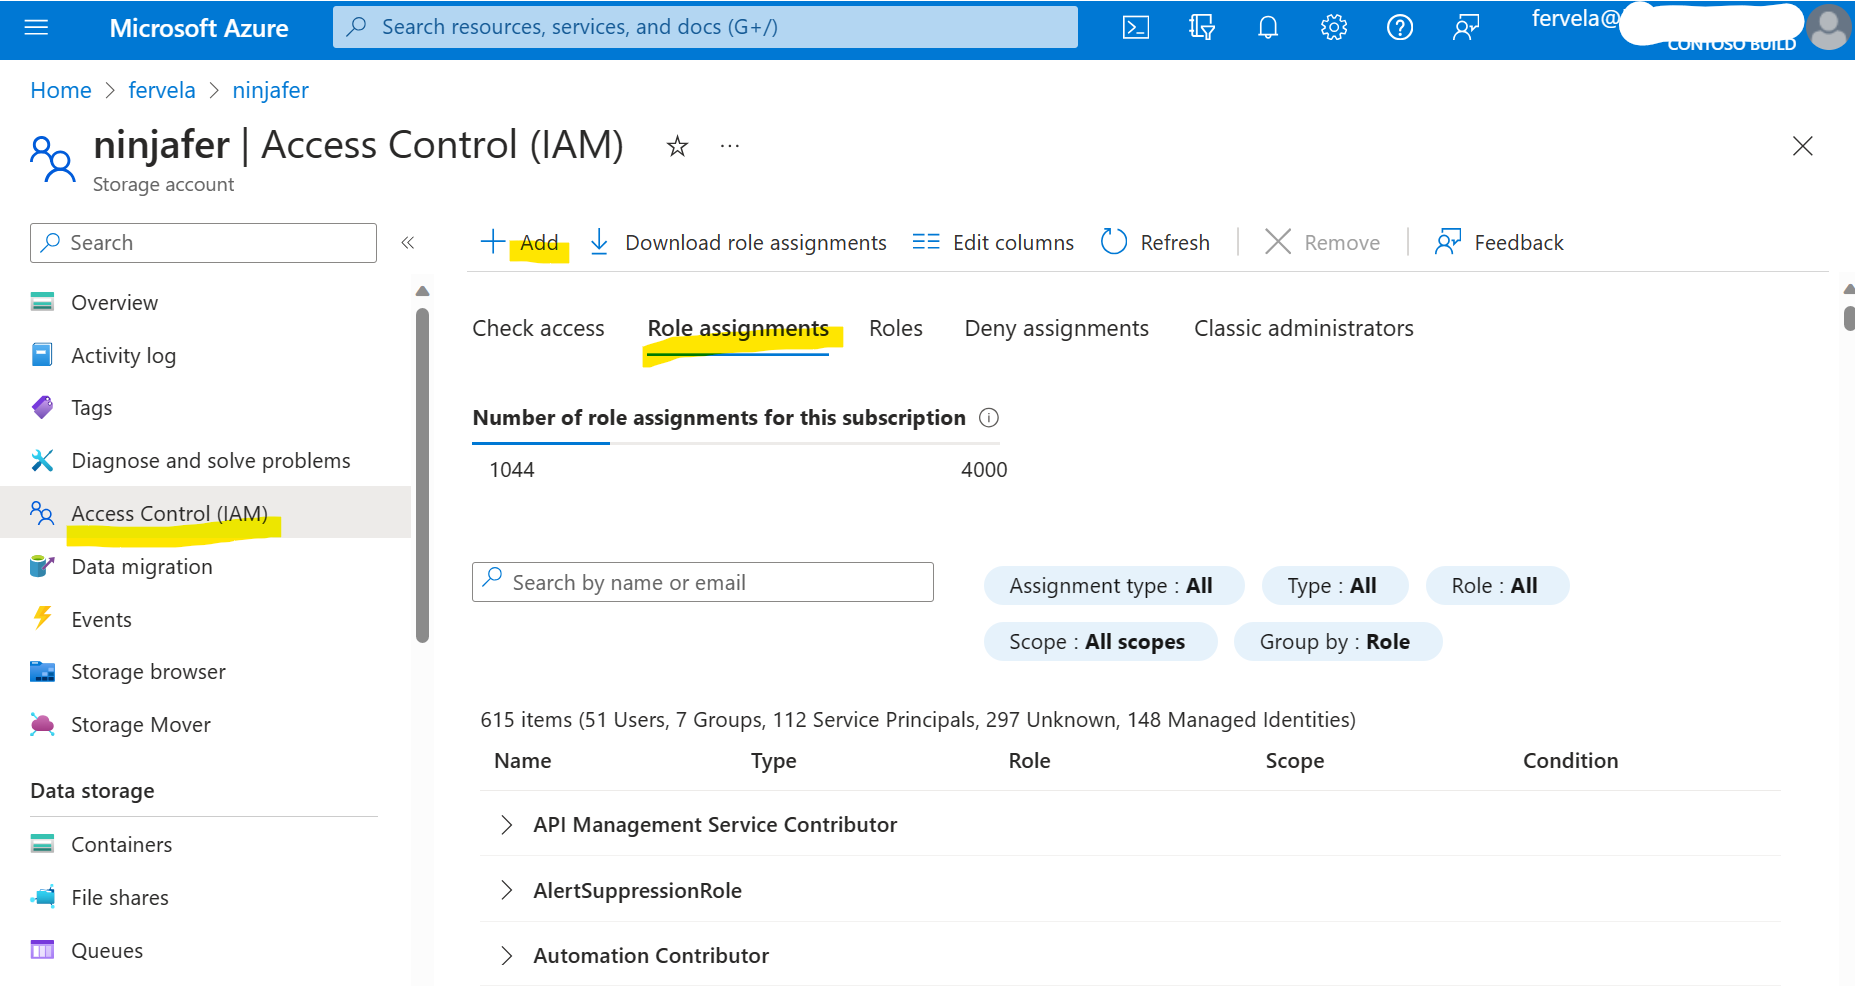 Microsoft Azure
Search resources, services, and docs (G+/)
fervela@
CONTOSO BUILD
Home > fervela > ninjafer
ninjafer | Access Control (IAM)
Storage account
Search
Overview
Activity log
Tags
Diagnose and solve problems
Access Control (IAM)
Data migration
Events
Storage browser
Storage Mover
Data storage
Containers
File shares
Queues
Add Download role assignments Edit columns Refresh Remove Feedback
Check access Role assignments Roles Deny assignments Classic administrators
Number of role assignments for this subscription
1044 4000
Search by name or email
Assignment type : All Type : All Role : All
Scope : All scopes Group by : Role
615 items (51 Users, 7 Groups, 112 Service Principals, 297 Unknown, 148 Managed Identities)
Name Type Role Scope Condition
API Management Service Contributor
AlertSuppressionRole
Automation Contributor